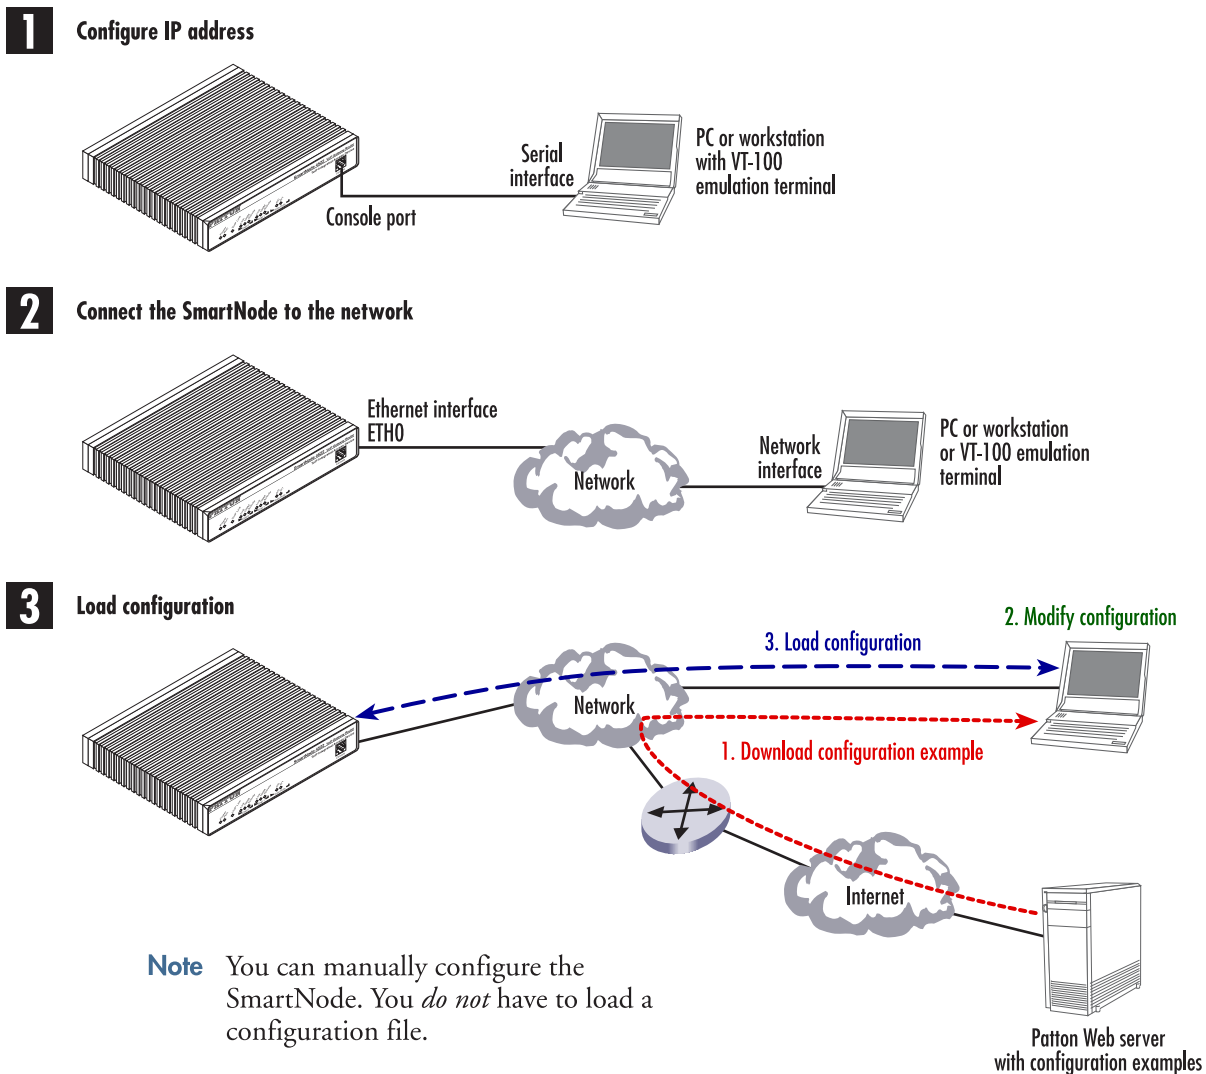 1 Configure IP address
Serial
interface
PC or workstation
with VT-100
emulation terminal
Console port
2 Connect the SmartNode to the network
Ethernet interface
ETH0
Network
Network
interface
PC or workstation
or VT-100 emulation
terminal
3 Load configuration
2. Modify configuration
3. Load configuration
Network
1. Download configuration example
Internet
Note You can manually configure the
SmartNode. You do not have to load a
configuration file.
Patton Web server
with configuration examples